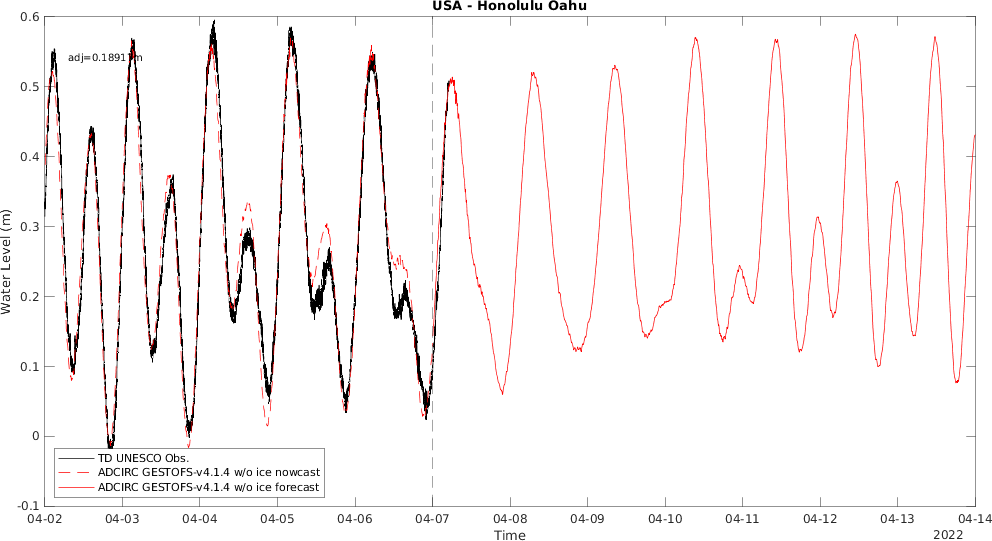 USA - Honolulu Oahu
0.6
adj=0.18917m
0.5
0.4
0.3
0.2
0.1
0
-0.1
Water Level (m)
TD UNESCO Obs.
ADCIRC GESTOFS-v4.1.4 w/o ice nowcast
ADCIRC GESTOFS-v4.1.4 w/o ice forecast
04-02 04-03 04-04 04-05 04-06 04-07 04-08 04-09 04-10 04-11 04-12 04-13 04-14
Time
2022